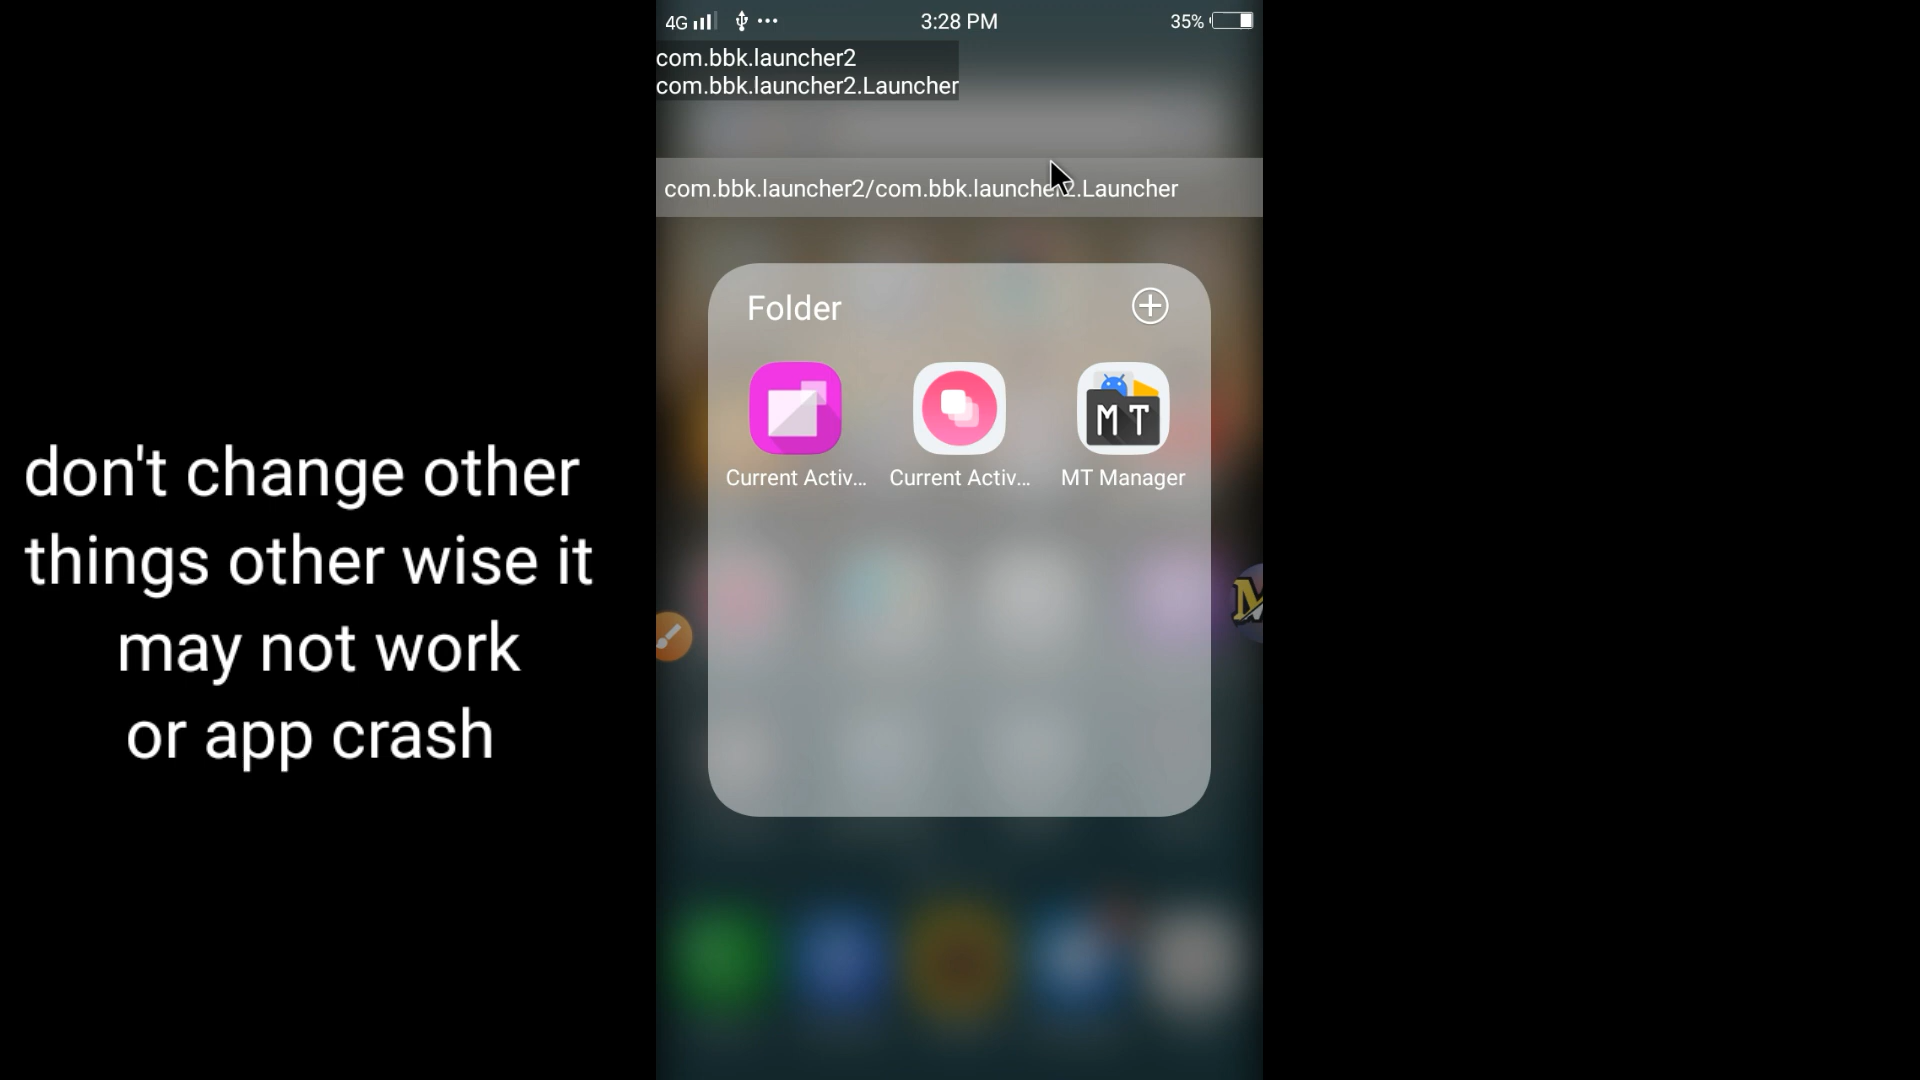 4G ••• 3:28 PM 35%
com.bbk.launcher2
com.bbk.launcher2.Launcher
com.bbk.launcher2/com.bbk.launcher2.Launcher
Folder
MT
Current Activ... Current Activ... MT Manager
don't change other
things other wise it
may not work
or app crash
M